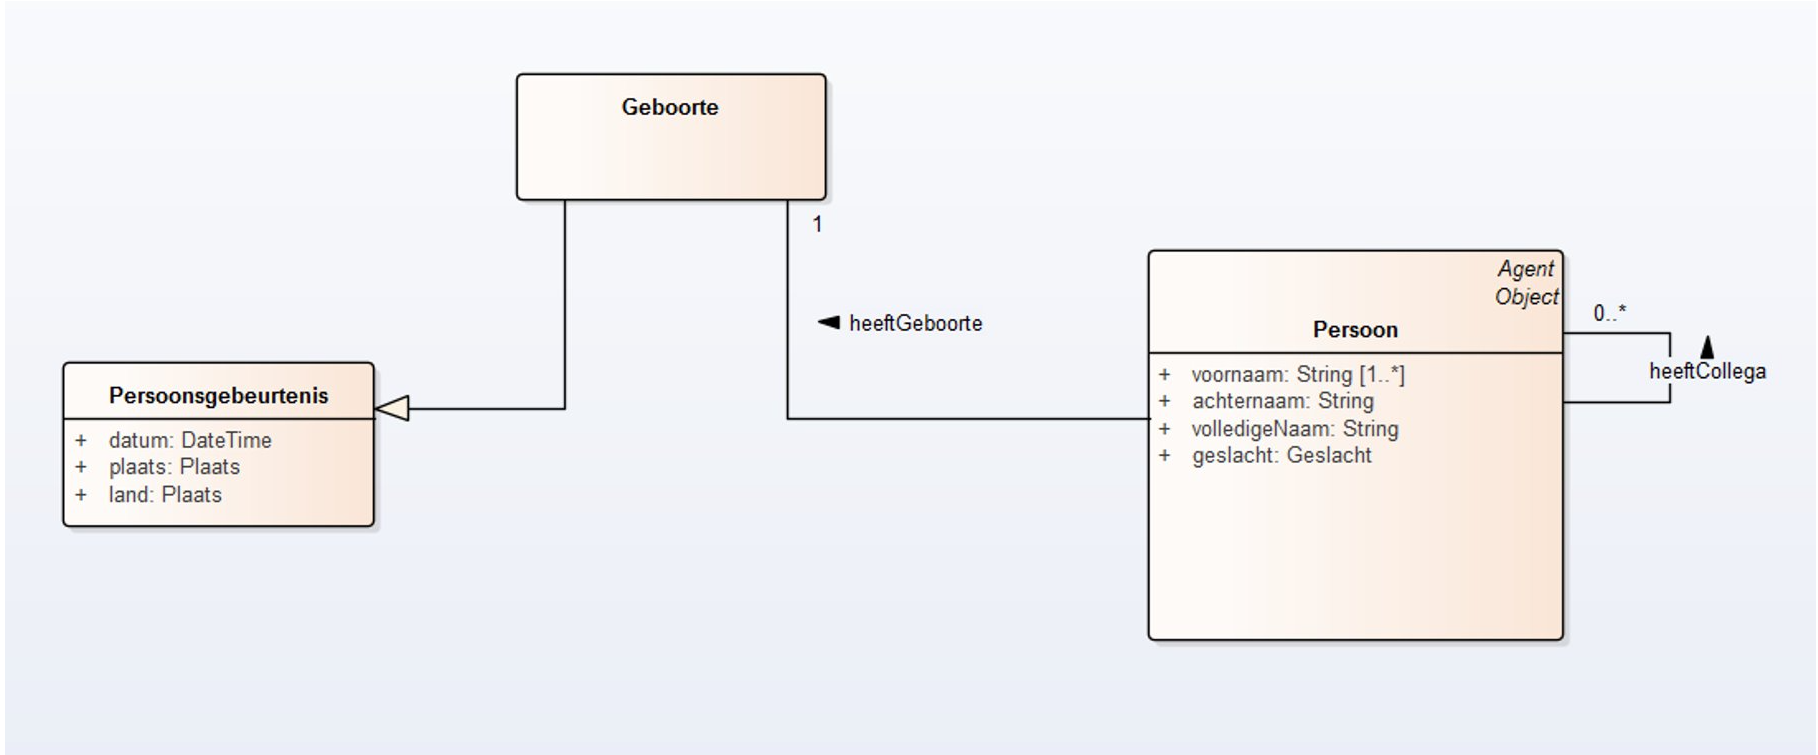 Geboorte
1
heeftGeboorte
Persoonsgebeurtenis
+ datum: DateTime
+ plaats: Plaats
+ land: Plaats
Agent
Object
Persoon
+ voornaam: String [1..*]
+ achternaam: String
+ volledigeNaam: String
+ geslacht: Geslacht
0..*
heeftCollega